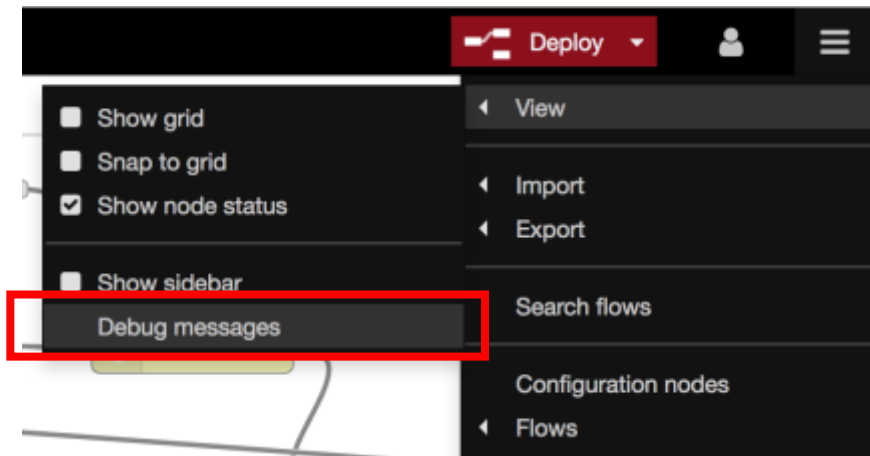 Deploy
Show grid
Snap to grid
Show node status
Show sidebar
Debug messages
View
Import
Export
Search flows
Configuration nodes
Flows